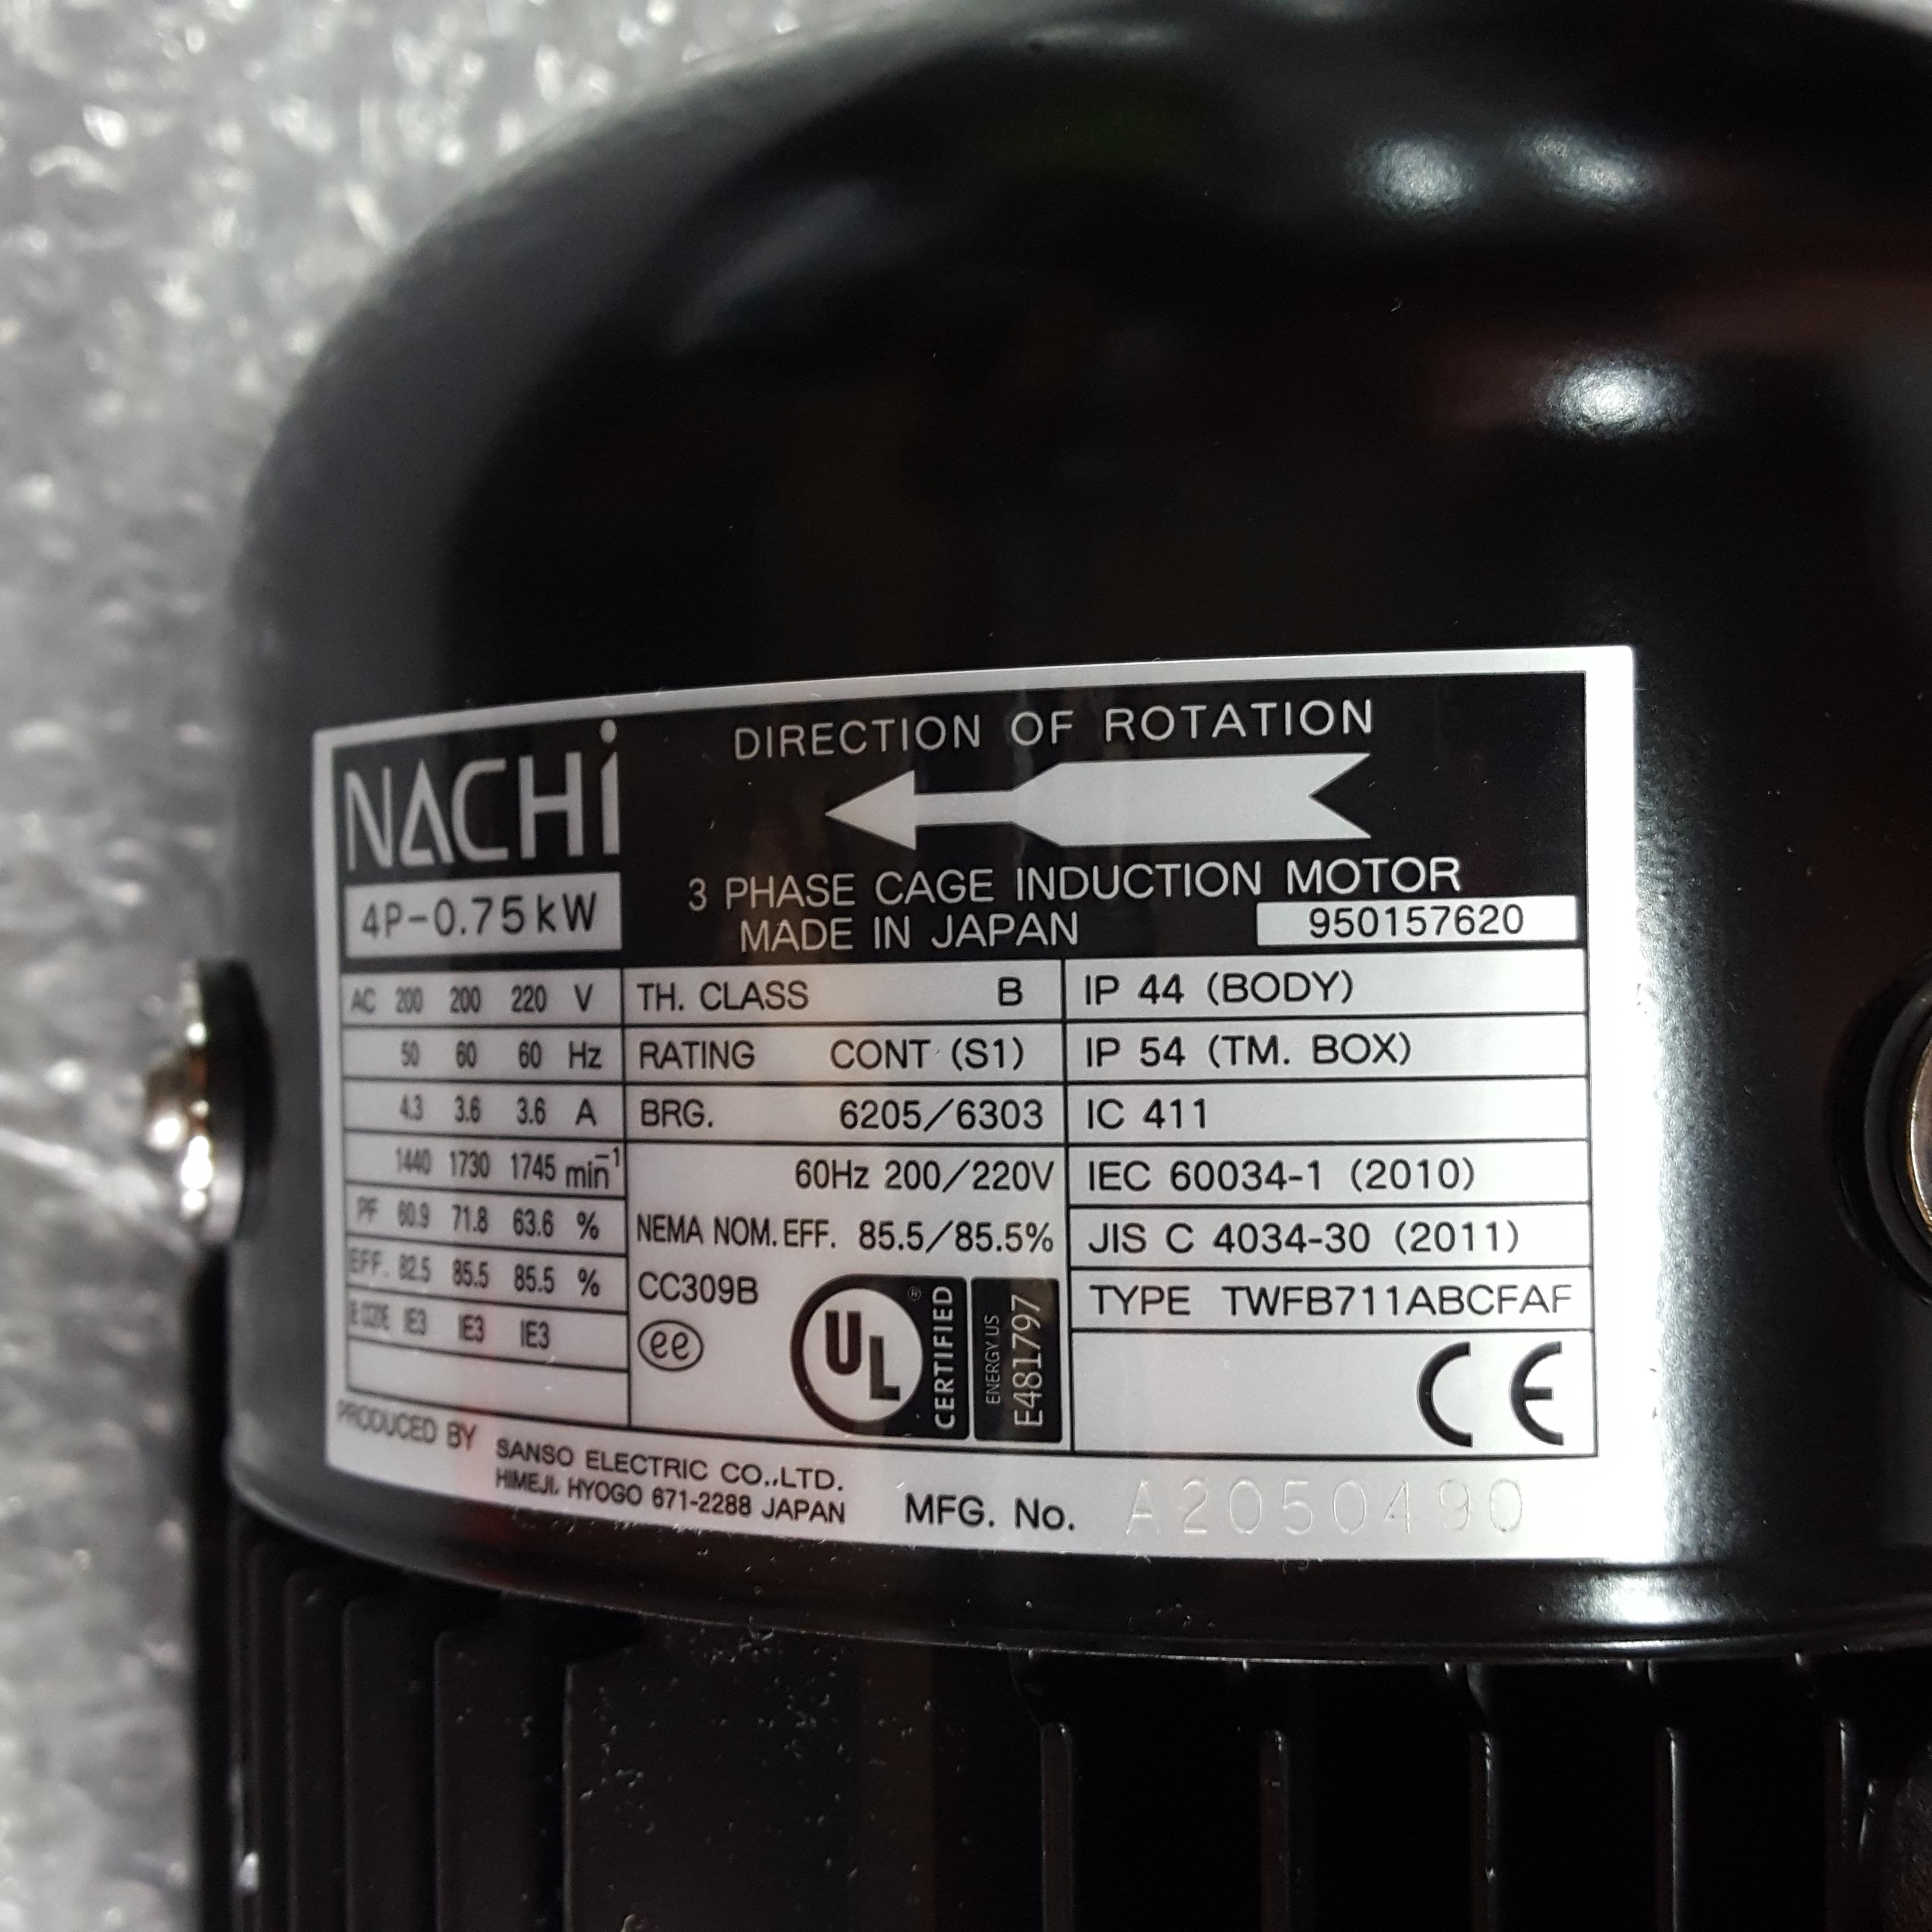 NACHi
DIRECTION OF ROTATION
4P-0.75kW
3 PHASE CAGE INDUCTION MOTOR
MADE IN JAPAN
950157620
AC 200 200 220 V
50 60 60 Hz
4.3 3.6 3.6 A
1440 1730 1745 min⁻¹
PF 60.9 71.8 63.6 %
EFF. 82.5 85.5 85.5 %
IE CODE IE3 IE3 IE3
TH. CLASS B
RATING CONT (S1)
BRG. 6205/6303
60Hz 200/220V
NEMA NOM. EFF. 85.5/85.5%
CC309B
ee
UL ® CERTIFIED
ENERGY US
E481797
IP 44 (BODY)
IP 54 (TM. BOX)
IC 411
IEC 60034-1 (2010)
JIS C 4034-30 (2011)
TYPE TWFB711ABCFAF
CE
PRODUCED BY SANSO ELECTRIC CO.,LTD.
HIMEJI, HYOGO 671-2288 JAPAN
MFG. No. A2050490